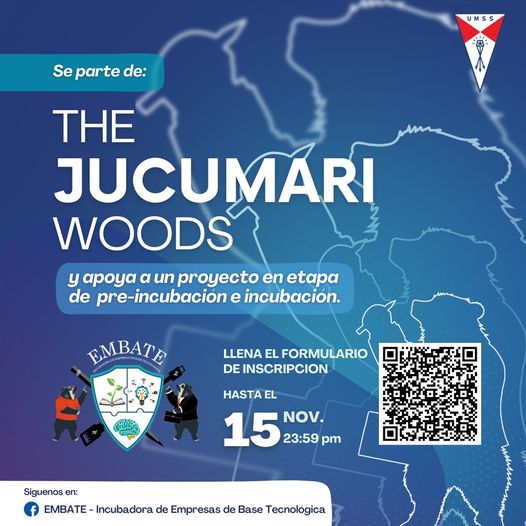 UMSS
Se parte de:
THE
JUCUMARI
WOODS
y apoya a un proyecto en etapa
de pre-incubación e incubación.
EMBATE
LLENA EL FORMULARIO
DE INSCRIPCION
HASTA EL
15 NOV.
23:59 pm
Siguenos en:
EMBATE - Incubadora de Empresas de Base Tecnológica